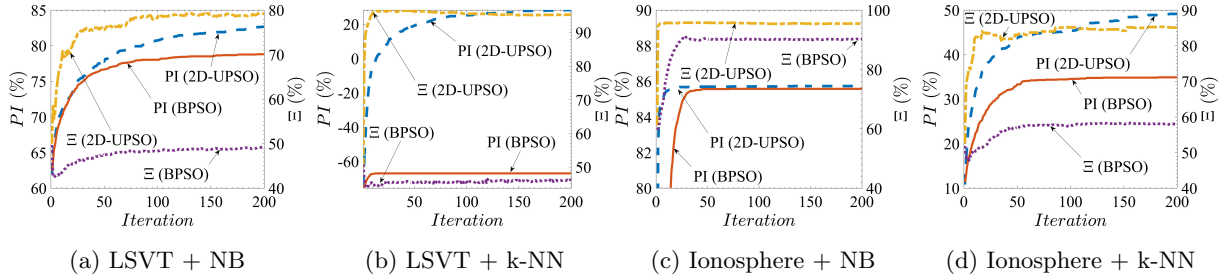 85
80
75
70
65
60
PI (%)
80
70
60
50
40
Ξ (%)
0
50
100
150
200
Iteration
PI (2D-UPSO)
PI (BPSO)
Ξ (2D-UPSO)
Ξ (BPSO)
(a) LSVT + NB
20
0
-20
-40
-60
PI (%)
90
80
70
60
50
Ξ (%)
50
100
150
200
Iteration
PI (2D-UPSO)
Ξ (2D-UPSO)
Ξ (BPSO)
PI (BPSO)
(b) LSVT + k-NN
90
88
86
84
82
80
PI (%)
100
80
60
40
Ξ (%)
0
50
100
150
200
Iteration
Ξ (2D-UPSO)
Ξ (BPSO)
PI (2D-UPSO)
PI (BPSO)
(c) Ionosphere + NB
50
40
30
20
10
PI (%)
90
80
70
60
50
40
Ξ (%)
0
50
100
150
200
Iteration
Ξ (2D-UPSO)
PI (2D-UPSO)
PI (BPSO)
Ξ (BPSO)
(d) Ionosphere + k-NN